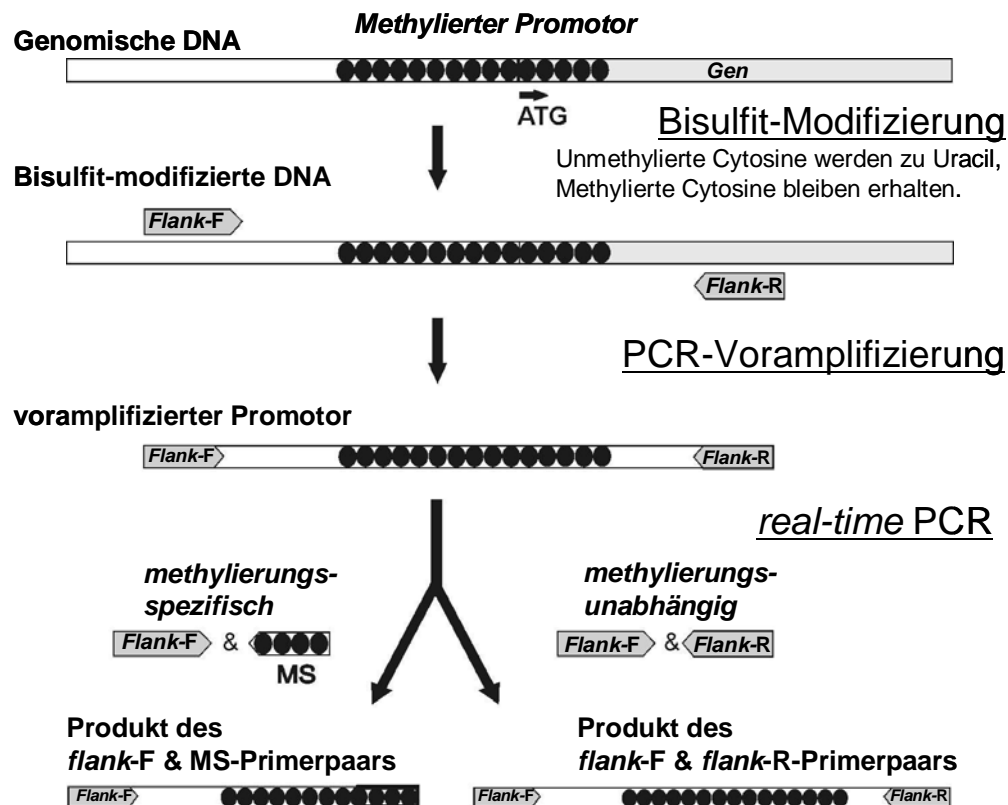 Methylierter Promotor
Genomische DNA
Gen
ATG
Bisulfit-Modifizierung
Unmethylierte Cytosine werden zu Uracil,
Methylierte Cytosine bleiben erhalten.
Bisulfit-modifizierte DNA
Flank-F
Flank-R
PCR-Voramplifizierung
voramplifizierter Promotor
Flank-F
Flank-R
real-time PCR
methylierungs-
spezifisch
Flank-F &
MS
methylierungs-
unabhängig
Flank-F & Flank-R
Produkt des
flank-F & MS-Primerpaars
Flank-F
Produkt des
flank-F & flank-R-Primerpaars
Flank-F
Flank-R